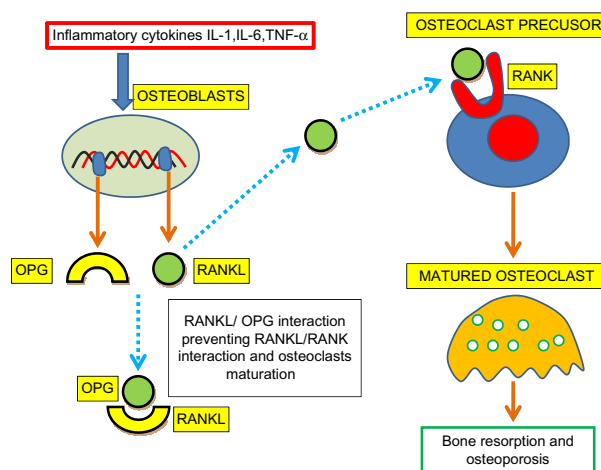 Inflammatory cytokines IL-1,IL-6,TNF-α
OSTEOBLASTS
OSTEOCLAST PRECUSOR
RANK
OPG
RANKL
MATURED OSTEOCLAST
RANKL/ OPG interaction
preventing RANKL/RANK
interaction and osteoclasts
maturation
OPG
RANKL
Bone resorption and
osteoporosis